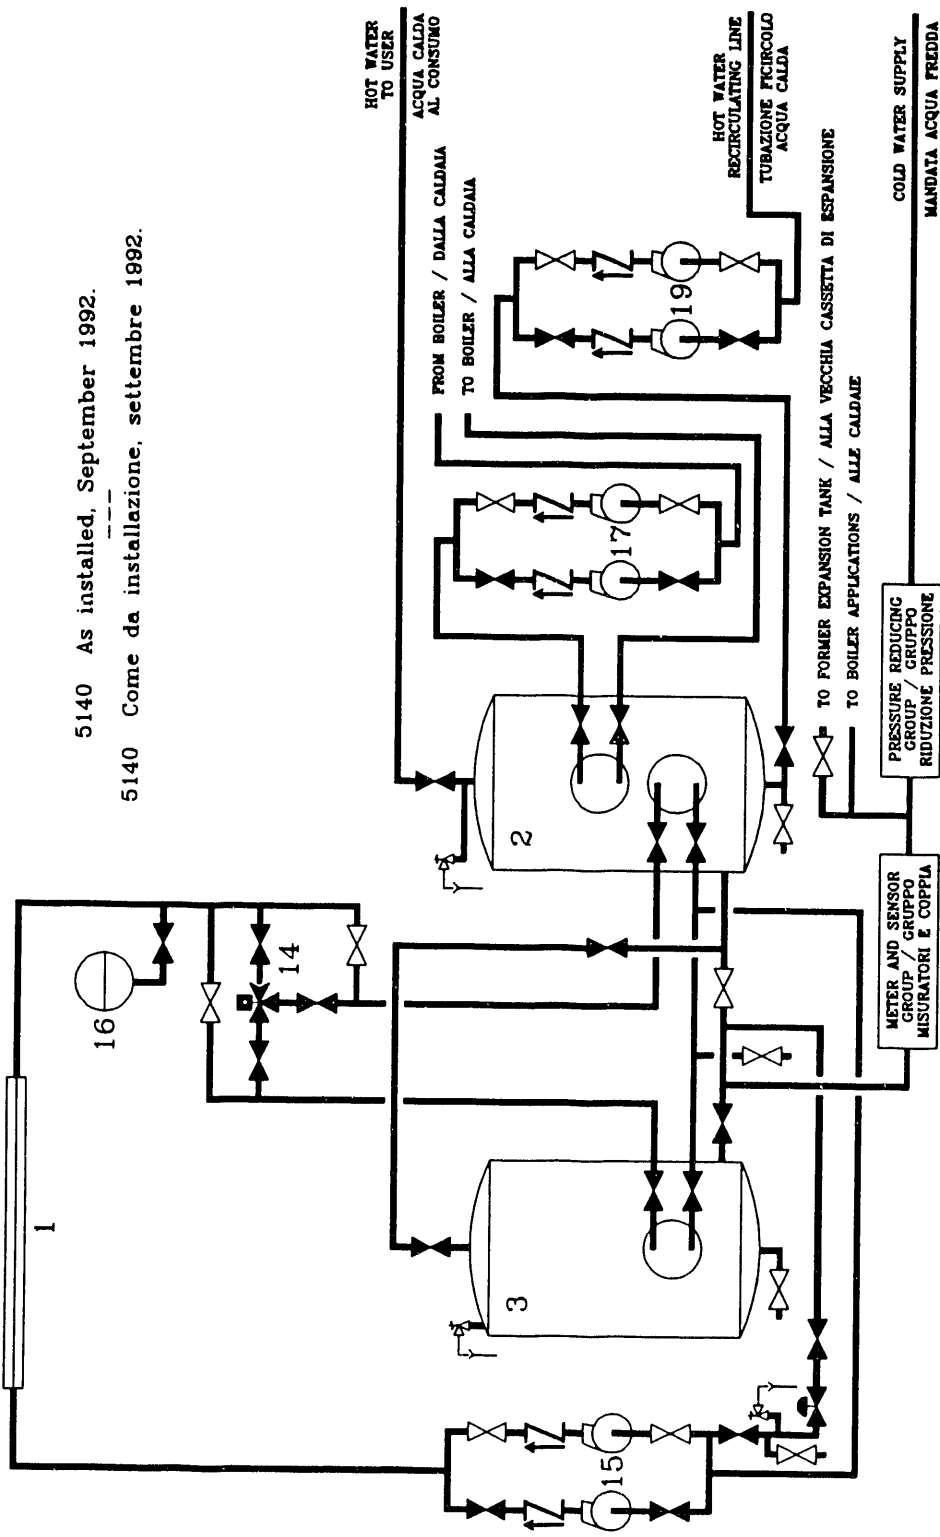 5140 As installed, September 1992.
---
5140 Come da installazione, settembre 1992.
HOT WATER
TO USER
ACQUA CALDA
AL CONSUMO
FROM BOILER / DALLA CALDAIA
TO BOILER / ALLA CALDAIA
HOT WATER
RECIRCULATING LINE
TUBAZIONE FICIRCOLO
ACQUA CALDA
TO FORMER EXPANSION TANK / ALLA VECCHIA CASSETTA DI ESPANSIONE
TO BOILER APPLICATIONS / ALLE CALDAIE
COLD WATER SUPPLY
MANDATA ACQUA FREDDA
PRESSURE REDUCING
GROUP / GRUPPO
RIDUZIONE PRESSIONE
METER AND SENSOR
GROUP / GRUPPO
MISURATORI E COPPIA
1
16
14
3
2
15
17
19